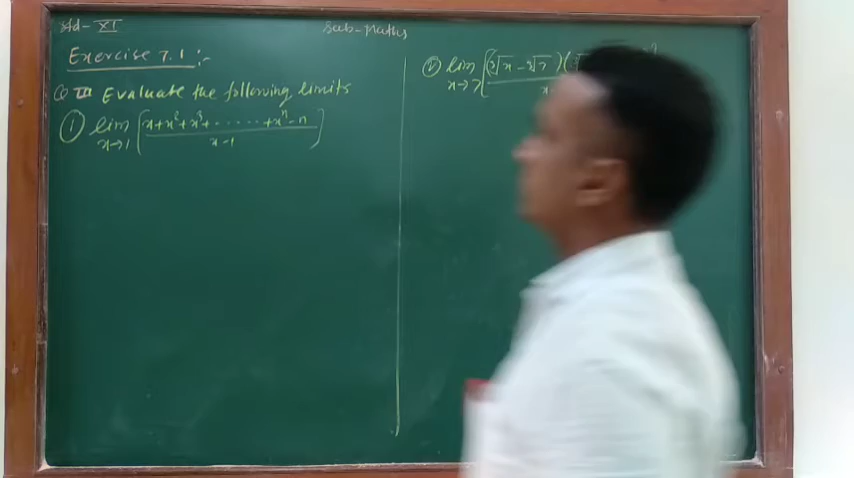 Std- XI
Sub- Maths
Exercise 7.1 :-
Q III Evaluate the following limits
① lim x→1 [x+x²+x³+.......+xⁿ-n / x-1]
② lim x→7 [(∛x-∛7)(
x